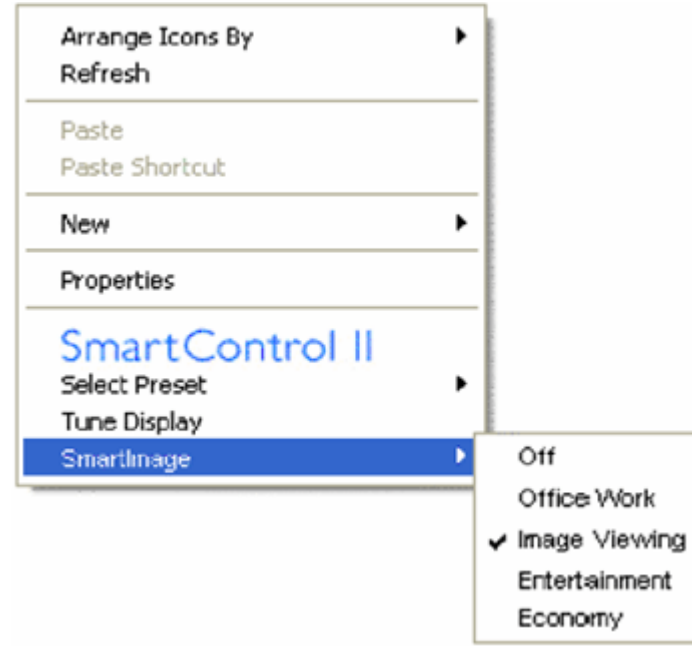 Arrange Icons By
Refresh
Paste
Paste Shortcut
New
Properties
SmartControl II
Select Preset
Tune Display
SmartImage
Off
Office Work
Image Viewing
Entertainment
Economy